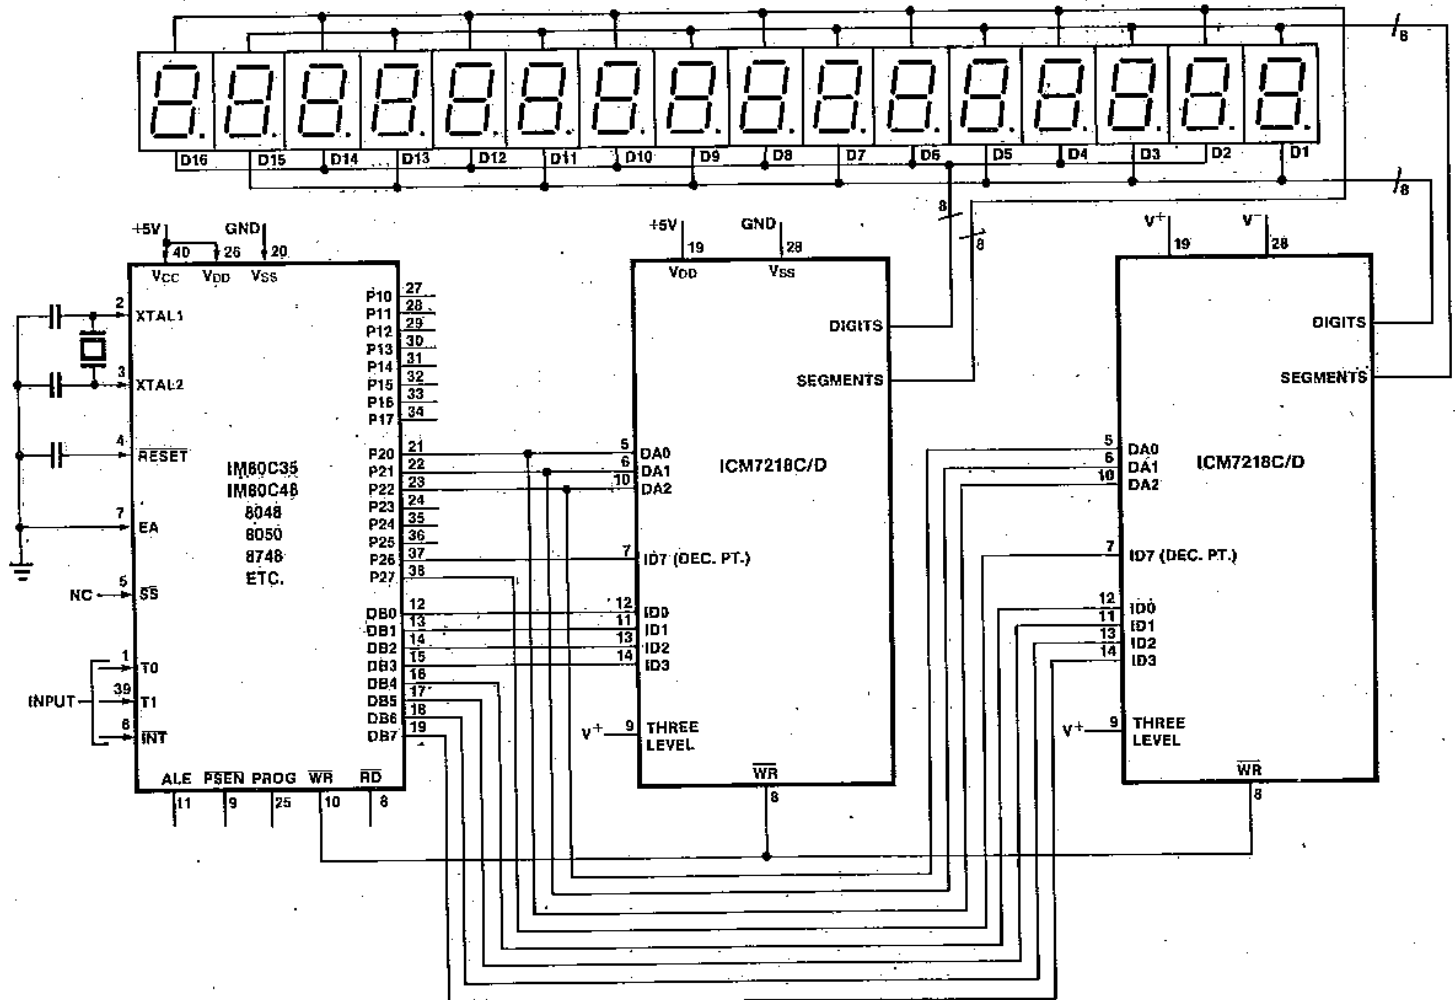 8
D16 D15 D14 D13 D12 D11 D10 D9 D8 D7 D6 D5 D4 D3 D2 D1
8
8
8
+5V
GND
40
26
20
VCC
VDD
VSS
2
XTAL1
3
XTAL2
4
RESET
7
EA
5
NC
SS
1
T0
39
INPUT
T1
6
INT
IM80C35
IM80C48
8048
8050
8748
ETC.
P10 27
P11 28
P12 29
P13 30
P14 31
P15 32
P16 33
P17 34
P20 21
P21 22
P22 23
P23 24
P24 35
P25 36
P26 37
P27 38
DB0 12
DB1 13
DB2 14
DB3 15
DB4 16
DB5 17
DB6 18
DB7 19
ALE PSEN PROG WR RD
11 9 25 10 8
+5V
GND
19
28
VDD
VSS
DIGITS
SEGMENTS
ICM7218C/D
5 DA0
6 DA1
10 DA2
7 ID7 (DEC. PT.)
12 ID0
11 ID1
13 ID2
14 ID3
V+ 9 THREE
LEVEL
WR
8
V+
V-
19
28
DIGITS
SEGMENTS
ICM7218C/D
5 DA0
6 DA1
10 DA2
7 ID7 (DEC. PT.)
12 ID0
11 ID1
13 ID2
14 ID3
V+ 9 THREE
LEVEL
WR
8